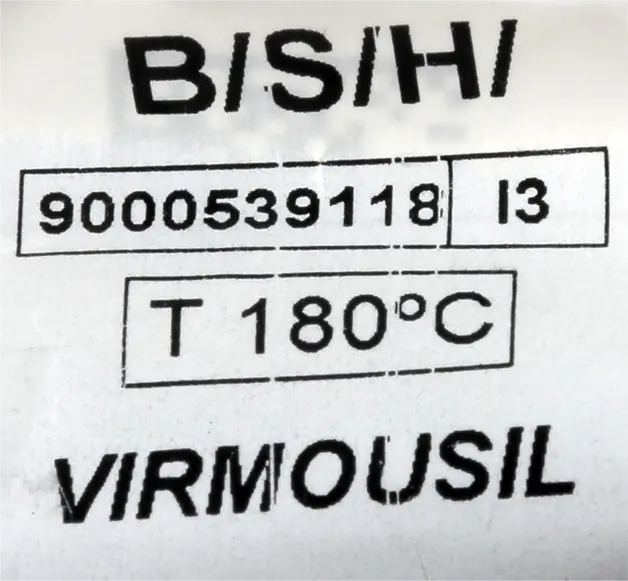 B/S/H/
9000539118 I3
T 180°C
VIRMOUSIL